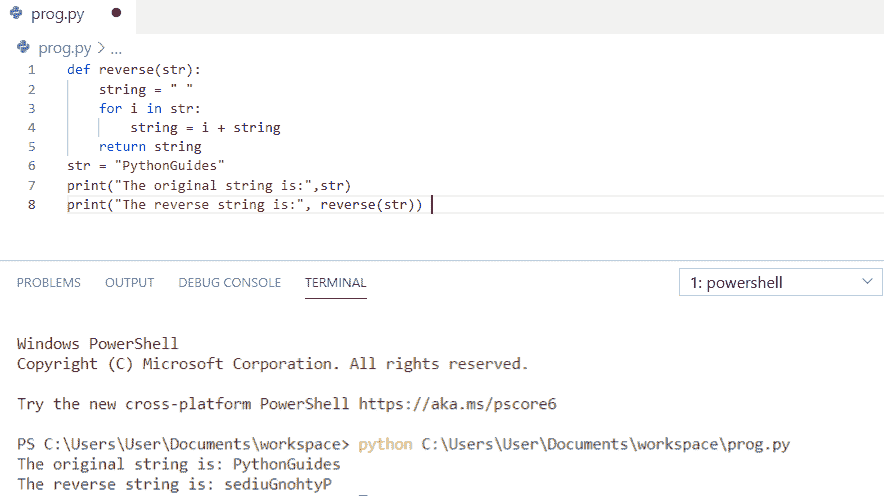 prog.py
prog.py > ...
1 def reverse(str):
2 string = " "
3 for i in str:
4 string = i + string
5 return string
6 str = "PythonGuides"
7 print("The original string is:",str)
8 print("The reverse string is:", reverse(str))
PROBLEMS OUTPUT DEBUG CONSOLE TERMINAL 1: powershell
Windows PowerShell
Copyright (C) Microsoft Corporation. All rights reserved.
Try the new cross-platform PowerShell https://aka.ms/pscore6
PS C:\Users\User\Documents\workspace> python C:\Users\User\Documents\workspace\prog.py
The original string is: PythonGuides
The reverse string is: sediuGnohtyP